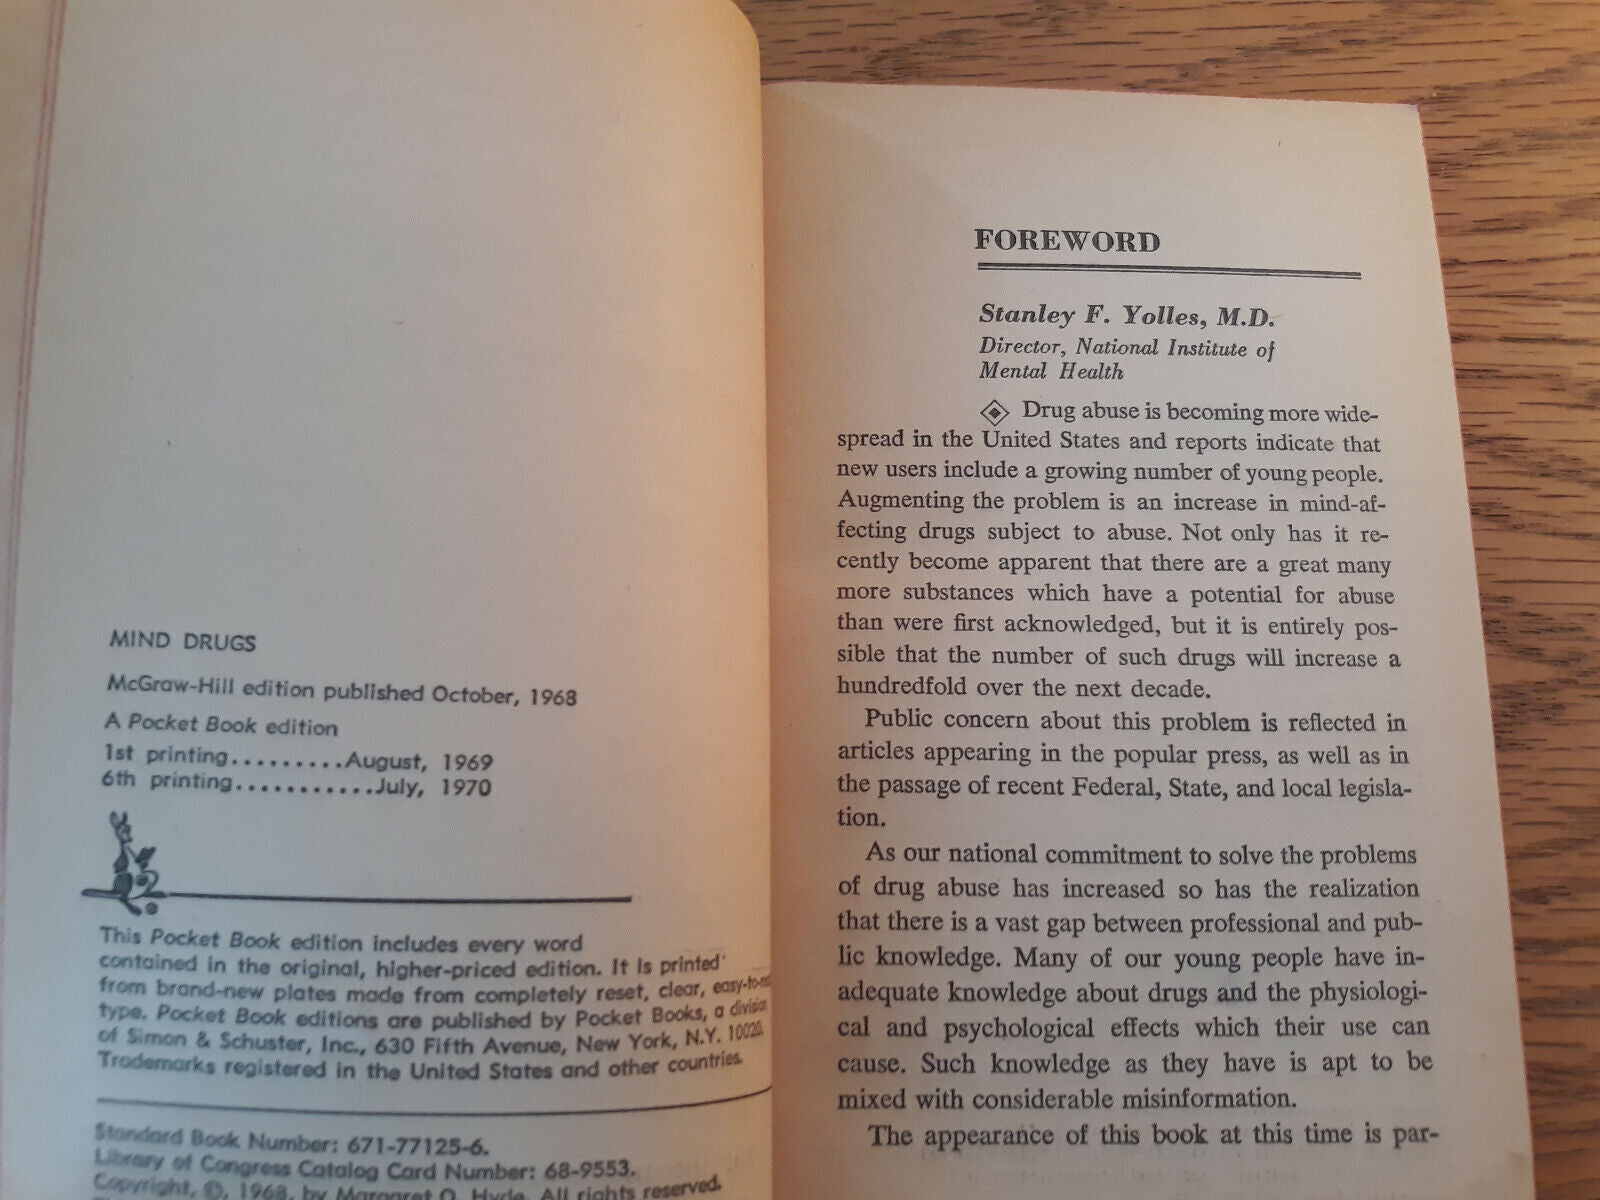 MIND DRUGS
McGraw-Hill edition published October, 1968
A Pocket Book edition
1st printing.........August, 1969
6th printing...........July, 1970
This Pocket Book edition includes every word
contained in the original, higher-priced edition. It is printed
from brand-new plates made from completely reset, clear, easy-to-
type. Pocket Book editions are published by Pocket Books, a division
of Simon & Schuster, Inc., 630 Fifth Avenue, New York, N.Y. 10020.
Trademarks registered in the United States and other countries.
Standard Book Number: 671-77125-6.
Library of Congress Catalog Card Number: 68-9553.
Copyright, ©, 1968, by Margaret O. Hyde. All rights reserved.
FOREWORD
Stanley F. Yolles, M.D.
Director, National Institute of
Mental Health
Drug abuse is becoming more wide-
spread in the United States and reports indicate that
new users include a growing number of young people.
Augmenting the problem is an increase in mind-af-
fecting drugs subject to abuse. Not only has it re-
cently become apparent that there are a great many
more substances which have a potential for abuse
than were first acknowledged, but it is entirely pos-
sible that the number of such drugs will increase a
hundredfold over the next decade.
Public concern about this problem is reflected in
articles appearing in the popular press, as well as in
the passage of recent Federal, State, and local legisla-
tion.
As our national commitment to solve the problems
of drug abuse has increased so has the realization
that there is a vast gap between professional and pub-
lic knowledge. Many of our young people have in-
adequate knowledge about drugs and the physiologi-
cal and psychological effects which their use can
cause. Such knowledge as they have is apt to be
mixed with considerable misinformation.
The appearance of this book at this time is par-